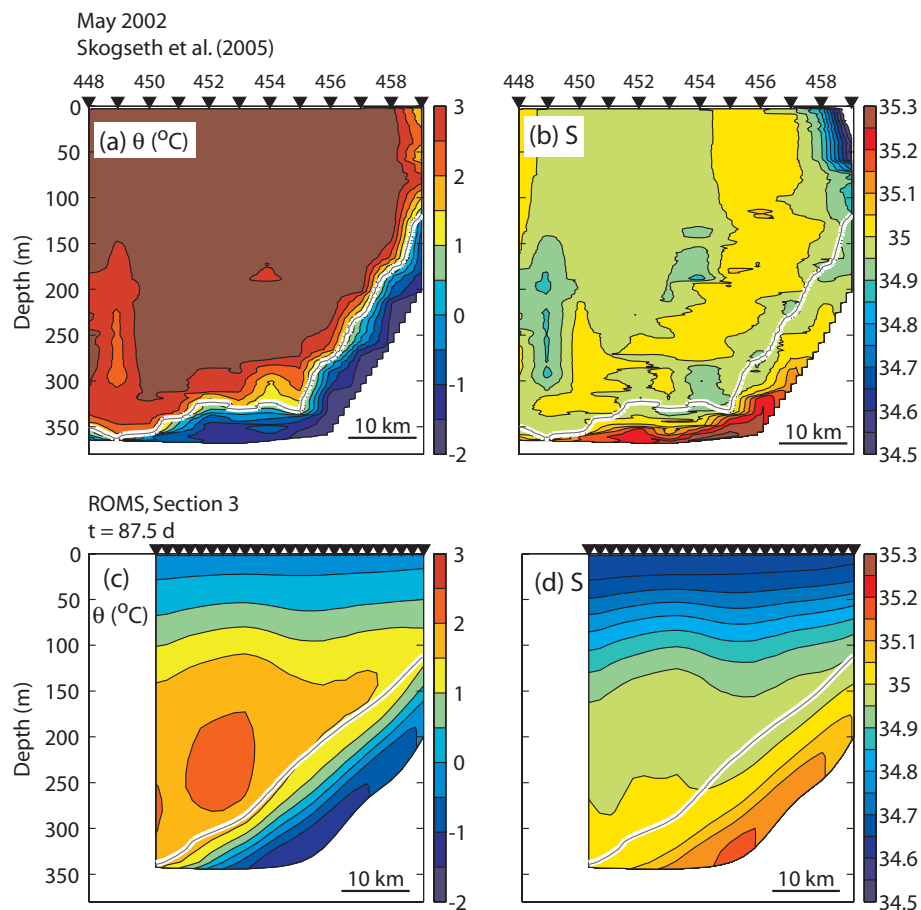 May 2002
Skogseth et al. (2005)
448 450 452 454 456 458
448 450 452 454 456 458
(a) θ (°C)
(b) S
Depth (m)
0
50
100
150
200
250
300
350
3
2
1
0
-1
-2
35.3
35.2
35.1
35
34.9
34.8
34.7
34.6
34.5
10 km
10 km
ROMS, Section 3
t = 87.5 d
(c)
θ (°C)
(d) S
Depth (m)
0
50
100
150
200
250
300
350
3
2
1
0
-1
-2
35.3
35.2
35.1
35
34.9
34.8
34.7
34.6
34.5
10 km
10 km